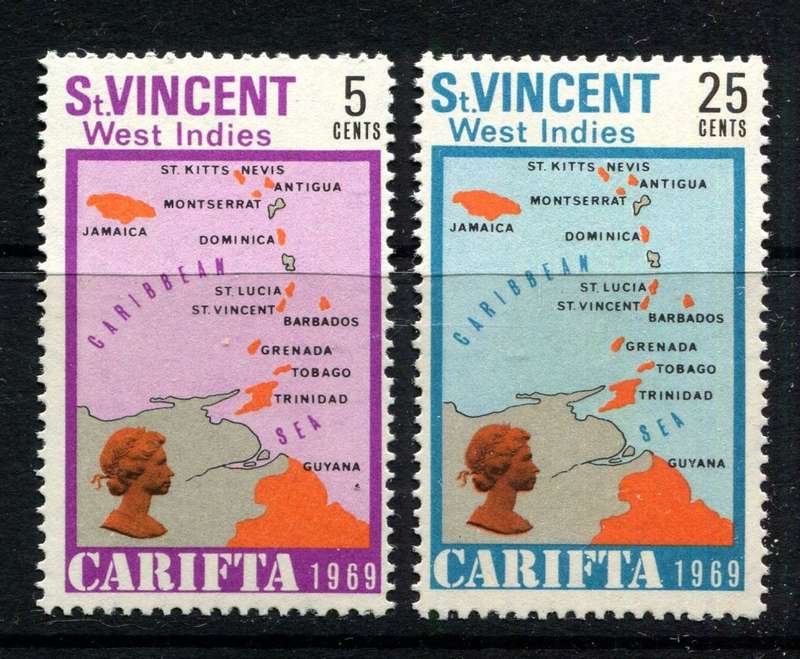 St.VINCENT
5
CENTS
West Indies
ST. KITTS NEVIS
ANTIGUA
MONTSERRAT
JAMAICA
DOMINICA
CARIBBEAN
ST. LUCIA
ST. VINCENT
BARBADOS
GRENADA
TOBAGO
TRINIDAD
SEA
GUYANA
CARIFTA 1969
St.VINCENT
25
CENTS
West Indies
ST. KITTS NEVIS
ANTIGUA
MONTSERRAT
JAMAICA
DOMINICA
CARIBBEAN
ST. LUCIA
ST. VINCENT
BARBADOS
GRENADA
TOBAGO
TRINIDAD
SEA
GUYANA
CARIFTA 1969